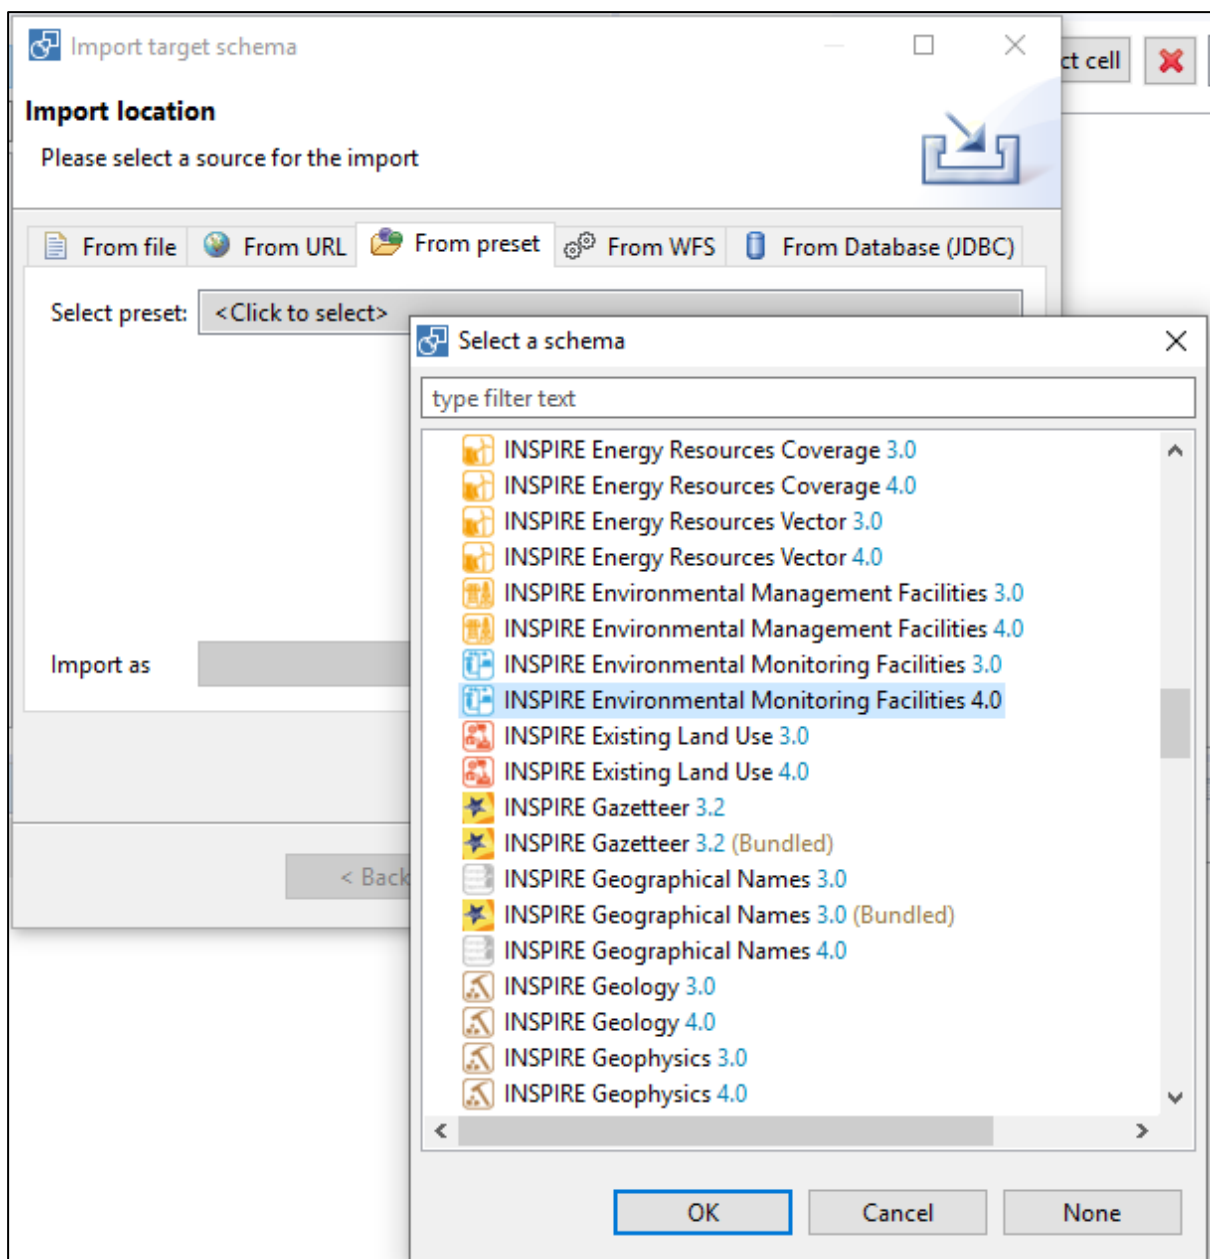 Import target schema
ct cell
Import location
Please select a source for the import
From file From URL From preset From WFS From Database (JDBC)
Select preset: <Click to select>
Select a schema
type filter text
INSPIRE Energy Resources Coverage 3.0
INSPIRE Energy Resources Coverage 4.0
INSPIRE Energy Resources Vector 3.0
INSPIRE Energy Resources Vector 4.0
INSPIRE Environmental Management Facilities 3.0
INSPIRE Environmental Management Facilities 4.0
Import as
INSPIRE Environmental Monitoring Facilities 3.0
INSPIRE Environmental Monitoring Facilities 4.0
INSPIRE Existing Land Use 3.0
INSPIRE Existing Land Use 4.0
INSPIRE Gazetteer 3.2
INSPIRE Gazetteer 3.2 (Bundled)
< Back
INSPIRE Geographical Names 3.0
INSPIRE Geographical Names 3.0 (Bundled)
INSPIRE Geographical Names 4.0
INSPIRE Geology 3.0
INSPIRE Geology 4.0
INSPIRE Geophysics 3.0
INSPIRE Geophysics 4.0
OK Cancel None